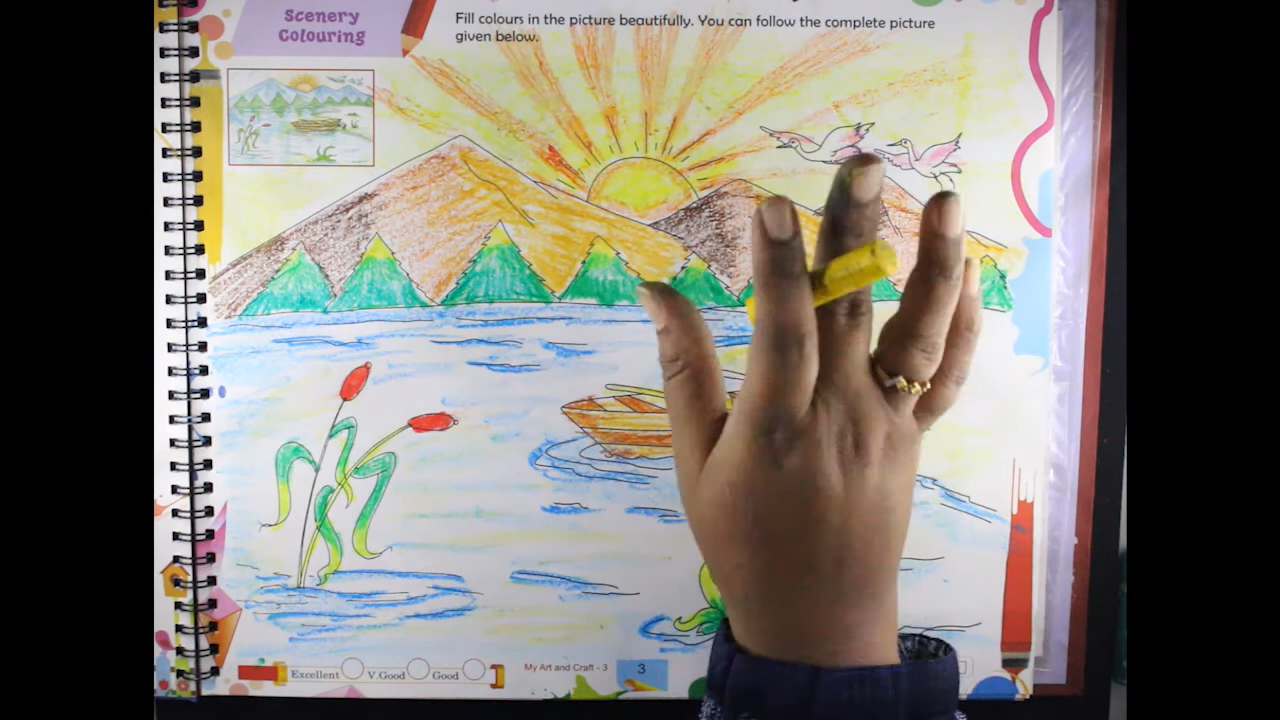 Scenery
Colouring
Fill colours in the picture beautifully. You can follow the complete picture
given below.
Excellent
V.Good
Good
My Art and Craft - 3
3